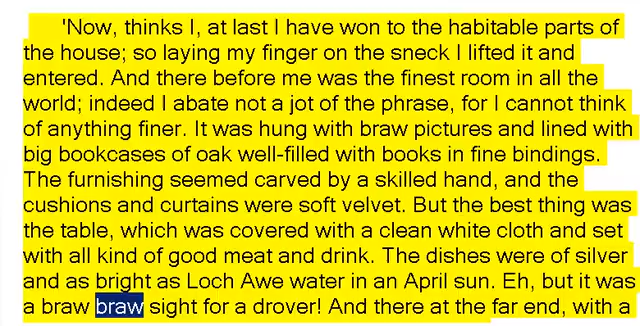 'Now, thinks I, at last I have won to the habitable parts of
the house; so laying my finger on the sneck I lifted it and
entered. And there before me was the finest room in all the
world; indeed I abate not a jot of the phrase, for I cannot think
of anything finer. It was hung with braw pictures and lined with
big bookcases of oak well-filled with books in fine bindings.
The furnishing seemed carved by a skilled hand, and the
cushions and curtains were soft velvet. But the best thing was
the table, which was covered with a clean white cloth and set
with all kind of good meat and drink. The dishes were of silver
and as bright as Loch Awe water in an April sun. Eh, but it was
a braw braw sight for a drover! And there at the far end, with a